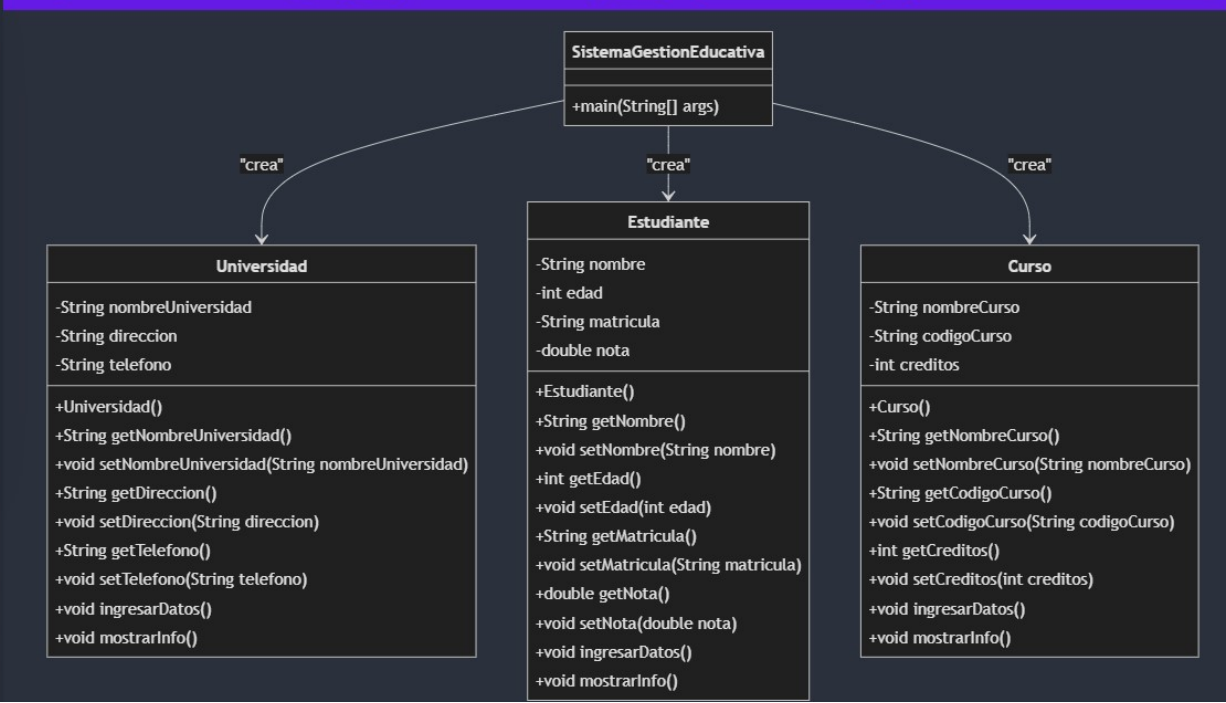 SistemaGestionEducativa
+main(String[] args)
"crea"
"crea"
"crea"
Universidad
-String nombreUniversidad
-String direccion
-String telefono
+Universidad()
+String getNombreUniversidad()
+void setNombreUniversidad(String nombreUniversidad)
+String getDireccion()
+void setDireccion(String direccion)
+String getTelefono()
+void setTelefono(String telefono)
+void ingresarDatos()
+void mostrarInfo()
Estudiante
-String nombre
-int edad
-String matricula
-double nota
+Estudiante()
+String getNombre()
+void setNombre(String nombre)
+int getEdad()
+void setEdad(int edad)
+String getMatricula()
+void setMatricula(String matricula)
+double getNota()
+void setNota(double nota)
+void ingresarDatos()
+void mostrarInfo()
Curso
-String nombreCurso
-String codigoCurso
-int creditos
+Curso()
+String getNombreCurso()
+void setNombreCurso(String nombreCurso)
+String getCodigoCurso()
+void setCodigoCurso(String codigoCurso)
+int getCreditos()
+void setCreditos(int creditos)
+void ingresarDatos()
+void mostrarInfo()